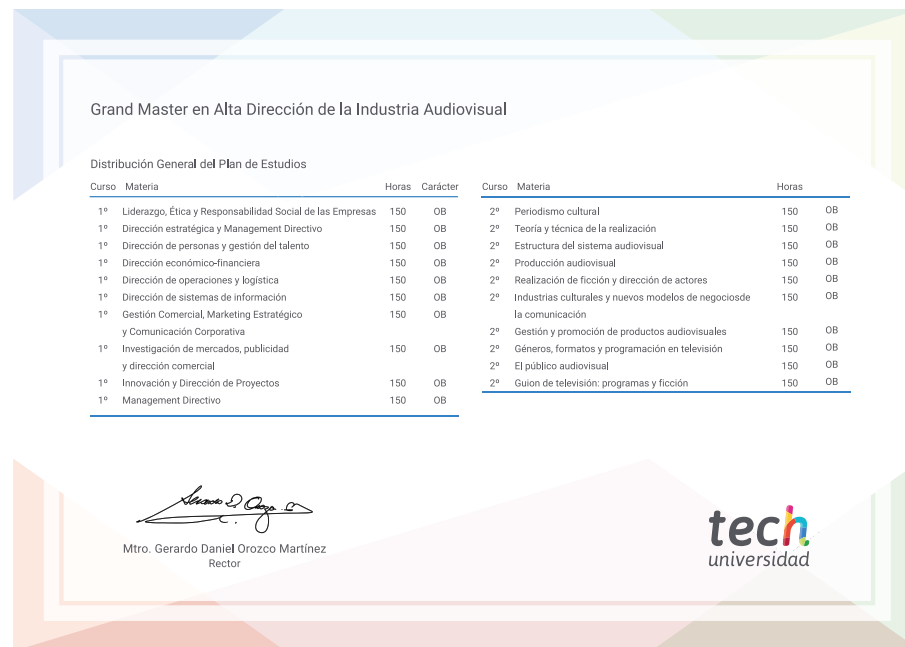 Grand Master en Alta Dirección de la Industria Audiovisual
Distribución General del Plan de Estudios
Curso Materia Horas Carácter
1º Liderazgo, Ética y Responsabilidad Social de las Empresas 150 OB
1º Dirección estratégica y Management Directivo 150 OB
1º Dirección de personas y gestión del talento 150 OB
1º Dirección económico-financiera 150 OB
1º Dirección de operaciones y logística 150 OB
1º Dirección de sistemas de información 150 OB
1º Gestión Comercial, Marketing Estratégico 150 OB
y Comunicación Corporativa
1º Investigación de mercados, publicidad 150 OB
y dirección comercial
1º Innovación y Dirección de Proyectos 150 OB
1º Management Directivo 150 OB
Curso Materia Horas
2º Periodismo cultural 150 OB
2º Teoría y técnica de la realización 150 OB
2º Estructura del sistema audiovisual 150 OB
2º Producción audiovisual 150 OB
2º Realización de ficción y dirección de actores 150 OB
2º Industrias culturales y nuevos modelos de negociosde 150 OB
la comunicación
2º Gestión y promoción de productos audiovisuales 150 OB
2º Géneros, formatos y programación en televisión 150 OB
2º El público audiovisual 150 OB
2º Guion de televisión: programas y ficción 150 OB
Mtro. Gerardo Daniel Orozco Martínez
Rector
tech
universidad